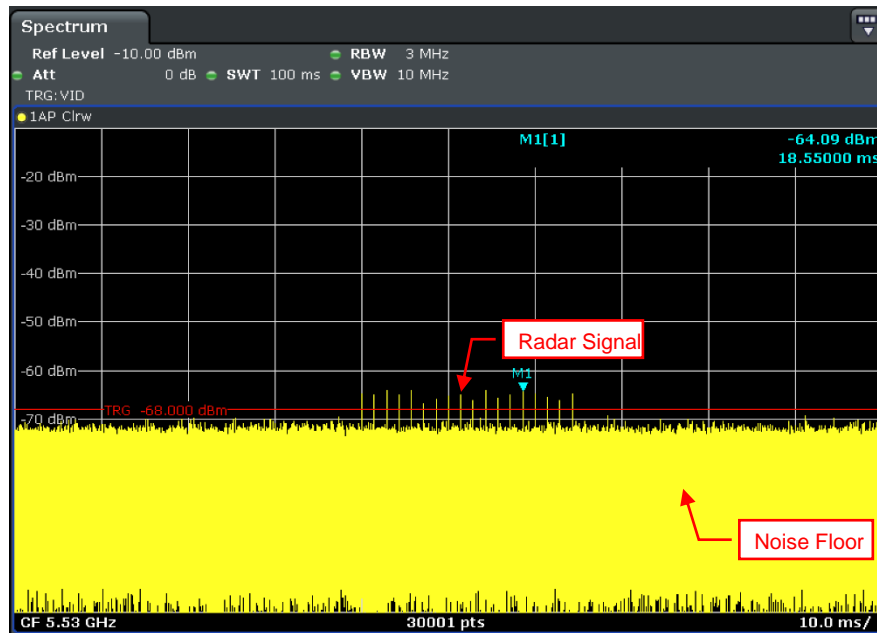 Spectrum
Ref Level -10.00 dBm RBW 3 MHz
Att 0 dB SWT 100 ms VBW 10 MHz
TRG:VID
1AP Clrw
M1[1] -64.09 dBm
18.55000 ms
-20 dBm
-30 dBm
-40 dBm
-50 dBm
Radar Signal
-60 dBm
M1
TRG -68.000 dBm
-70 dBm
Noise Floor
CF 5.53 GHz 30001 pts 10.0 ms/